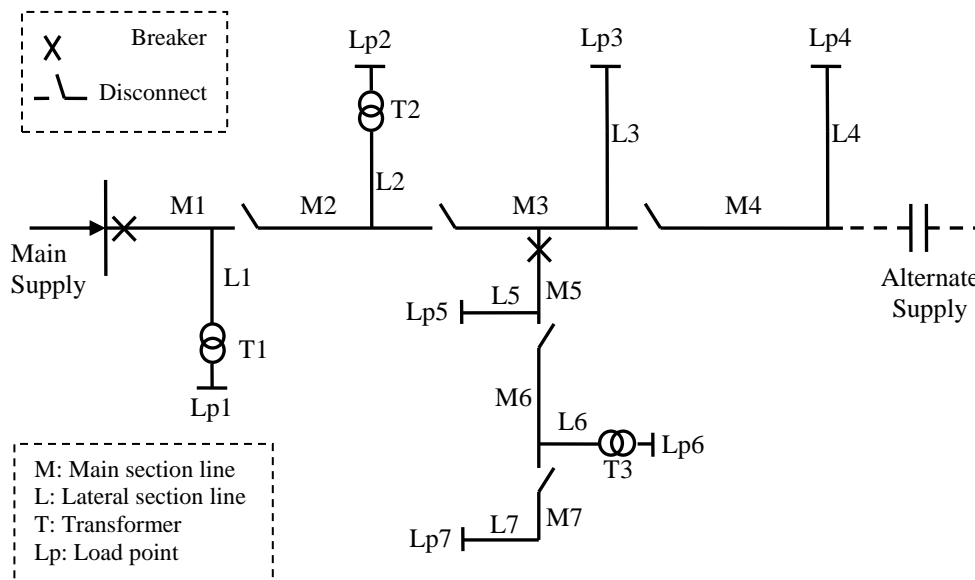 Breaker
Disconnect
Lp2
Lp3
Lp4
T2
L3
L4
L2
M1
M2
M3
M4
Main
Supply
L1
L5
M5
Alternate
Supply
Lp5
T1
M6
Lp1
L6
Lp6
T3
M: Main section line
L: Lateral section line
T: Transformer
Lp: Load point
M7
L7
Lp7